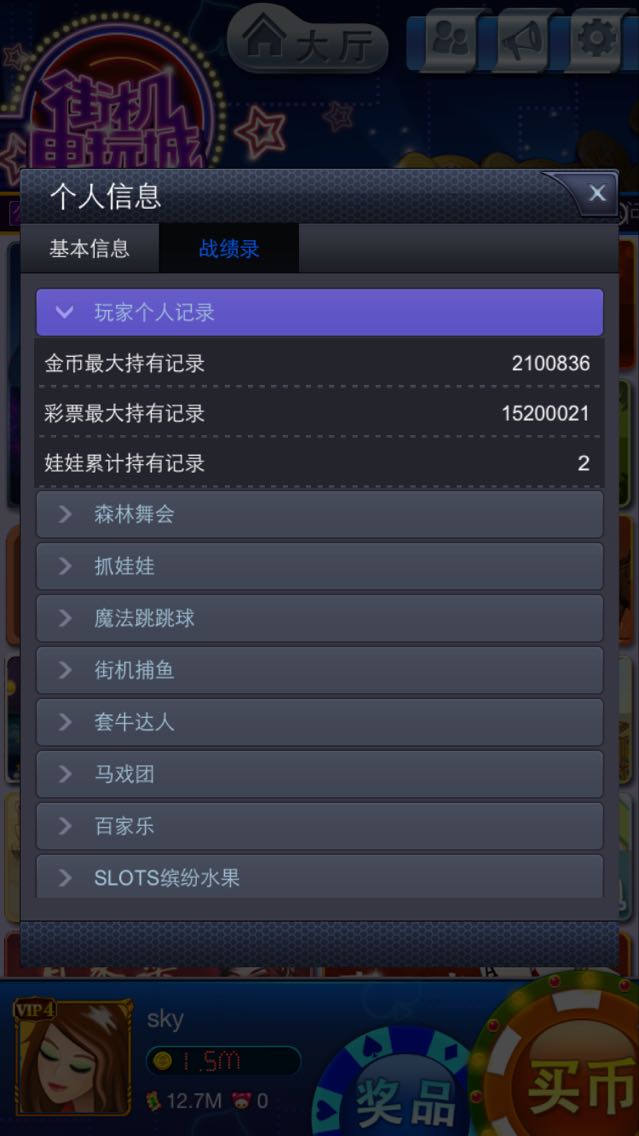 大厅
街机
电玩城
个人信息
基本信息
战绩录
玩家个人记录
金币最大持有记录
2100836
彩票最大持有记录
15200021
娃娃累计持有记录
2
森林舞会
抓娃娃
魔法跳跳球
街机捕鱼
套牛达人
马戏团
百家乐
SLOTS缤纷水果
VIP4
sky
1.5M
12.7M
0
奖品
买币